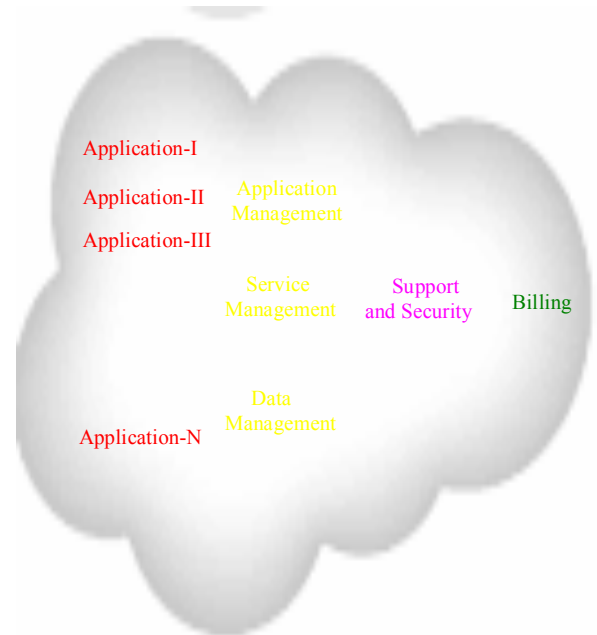 Application-I
Application-II
Application-III
Application-N
Application
Management
Service
Management
Data
Management
Support
and Security
Billing